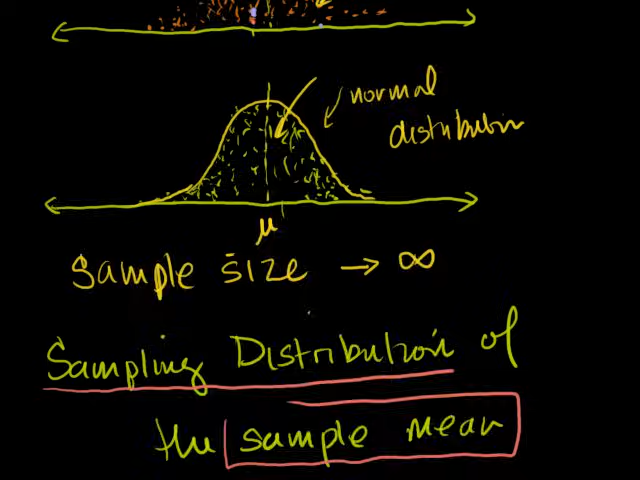 normal
distribution
μ
Sample size → ∞
Sampling Distribution of
the sample mean